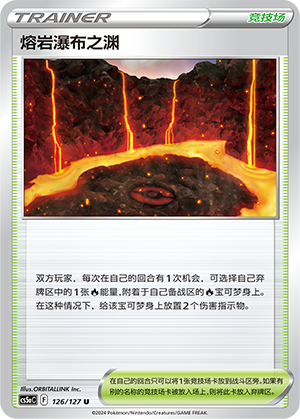 TRAINER 竞技场
熔岩瀑布之渊
双方玩家，每次在自己的回合有1次机会，可选择自己弃
牌区中的1张🔥能量，附着于自己备战区的🔥宝可梦身上。
在这种情况下，给该宝可梦身上放置2个伤害指示物。
Illus.ORBITALLINK Inc.
自己在自己的回合只可以将1张竞技场卡放到战斗区旁。如果有
别的名称的竞技场卡被放入场上，则将此卡放入弃牌区。
CS5aC F 126/127 U
©2024 Pokémon/Nintendo/Creatures/GAME FREAK.